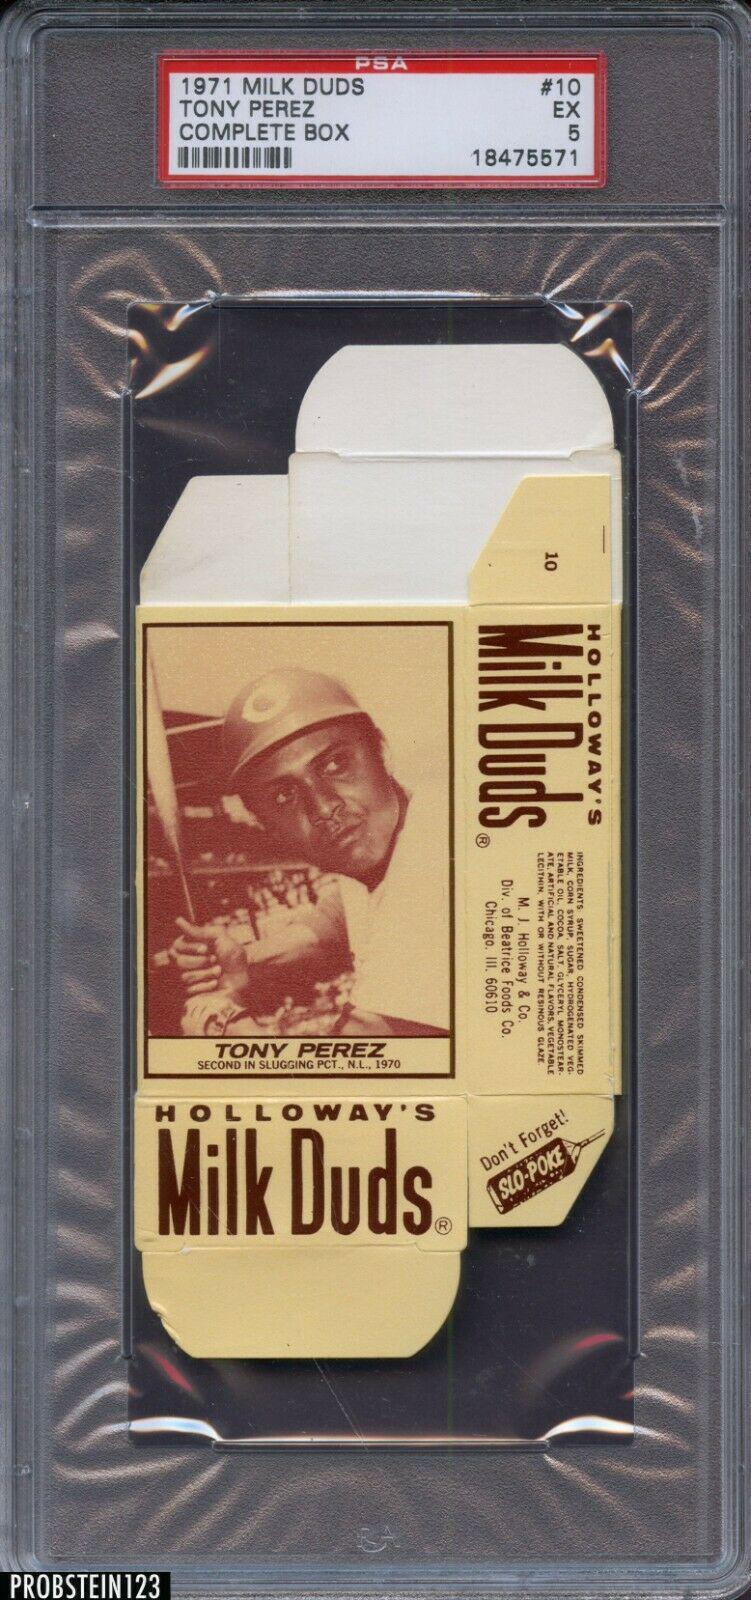 PSA
1971 MILK DUDS #10
TONY PEREZ EX
COMPLETE BOX 5
18475571
10
HOLLOWAY'S
Milk Duds®
INGREDIENTS: SWEETENED CONDENSED SKIMMED
MILK, CORN SYRUP, SUGAR, HYDROGENATED VEG-
ETABLE OIL, COCOA, SALT, GLYCERYL MONOSTEAR-
ATE, ARTIFICIAL AND NATURAL FLAVORS, VEGETABLE
LECITHIN, WITH OR WITHOUT RESINOUS GLAZE
M. J. Holloway & Co.
Div. of Beatrice Foods Co.
Chicago, Ill. 60610
TONY PEREZ
SECOND IN SLUGGING PCT., N.L., 1970
HOLLOWAY'S
Milk Duds®
Don't Forget!
SLO-POKE
PSA
PROBSTEIN123